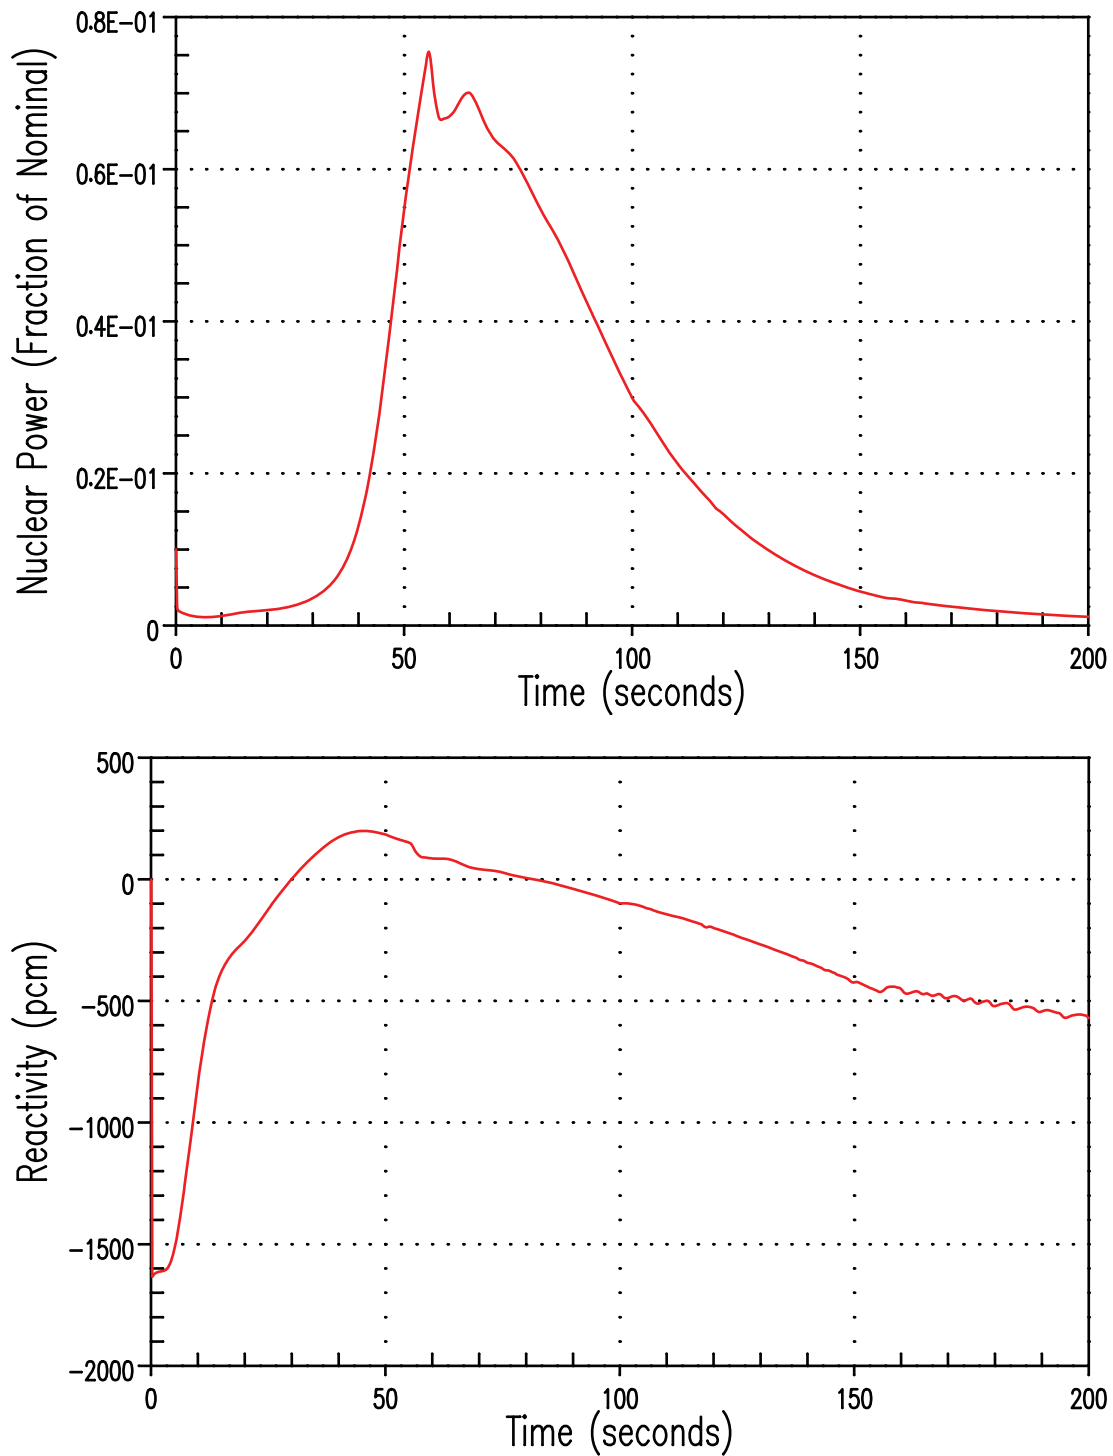 0.8E-01
0.6E-01
0.4E-01
0.2E-01
0
Nuclear Power (Fraction of Nominal)
0 50 100 150 200
Time (seconds)
500
0
-500
-1000
-1500
-2000
Reactivity (pcm)
0 50 100 150 200
Time (seconds)